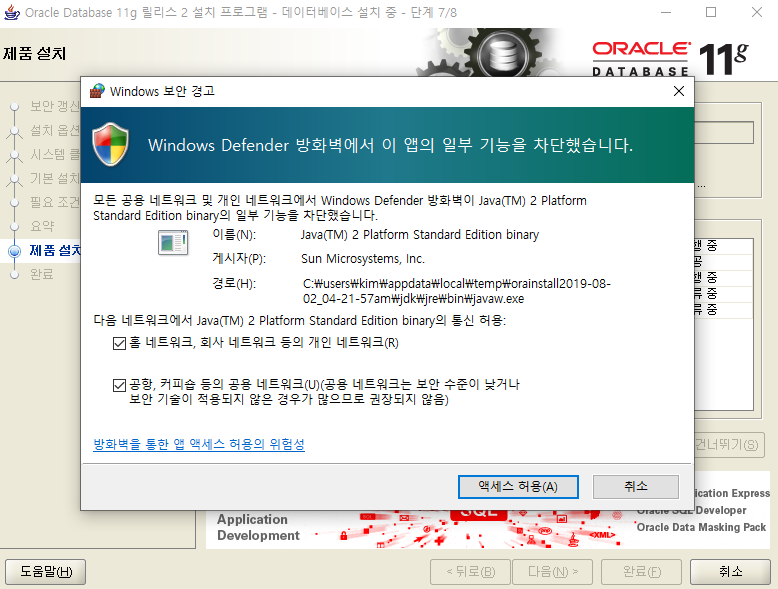 Oracle Database 11g 릴리스 2 설치 프로그램 - 데이터베이스 설치 중 - 단계 7/8
제품 설치
ORACLE
DATABASE 11g
보안 갱신
설치 옵션
시스템 클
기본 설치
필요 조건
요약
제품 설치
완료
Windows 보안 경고
Windows Defender 방화벽에서 이 앱의 일부 기능을 차단했습니다.
모든 공용 네트워크 및 개인 네트워크에서 Windows Defender 방화벽이 Java(TM) 2 Platform
Standard Edition binary의 일부 기능을 차단했습니다.
이름(N): Java(TM) 2 Platform Standard Edition binary
게시자(P): Sun Microsystems, Inc.
경로(H): C:₩users₩kim₩appdata₩local₩temp₩orainstall2019-08-
02_04-21-57am₩jdk₩jre₩bin₩javaw.exe
다음 네트워크에서 Java(TM) 2 Platform Standard Edition binary의 통신 허용:
홈 네트워크, 회사 네트워크 등의 개인 네트워크(R)
공항, 커피숍 등의 공용 네트워크(U)(공용 네트워크는 보안 수준이 낮거나
보안 기술이 적용되지 않은 경우가 많으므로 권장되지 않음)
방화벽을 통한 앱 액세스 허용의 위험성
액세스 허용(A) 취소
...
행 중
공
행 중
류 중
류 중
건너뛰기(S)
Application
Development
SQL
<XML>
ication Express
Oracle SQL Developer
Oracle Data Masking Pack
도움말(H) < 뒤로(B) 다음(N) > 완료(F) 취소